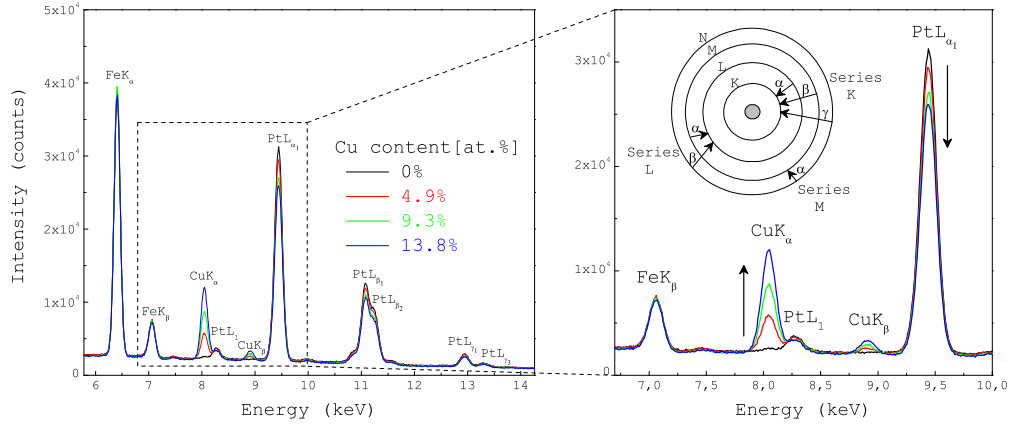 Intensity (counts)
5x10⁴
4x10⁴
3x10⁴
2x10⁴
1x10⁴
0
FeKα
FeKβ
CuKα
PtLl
CuKβ
PtLα1
PtLβ1
PtLβ2
PtLγ1
PtLγ3
Cu content[at.%]
0%
4.9%
9.3%
13.8%
6 7 8 9 10 11 12 13 14
Energy (keV)
3x10⁴
2x10⁴
1x10⁴
0
N
M
L
K
α
β
γ
Series
K
α
β
Series
L
α
Series
M
PtLα1
CuKα
FeKβ
PtLl
CuKβ
7,0 7,5 8,0 8,5 9,0 9,5 10,0
Energy (keV)